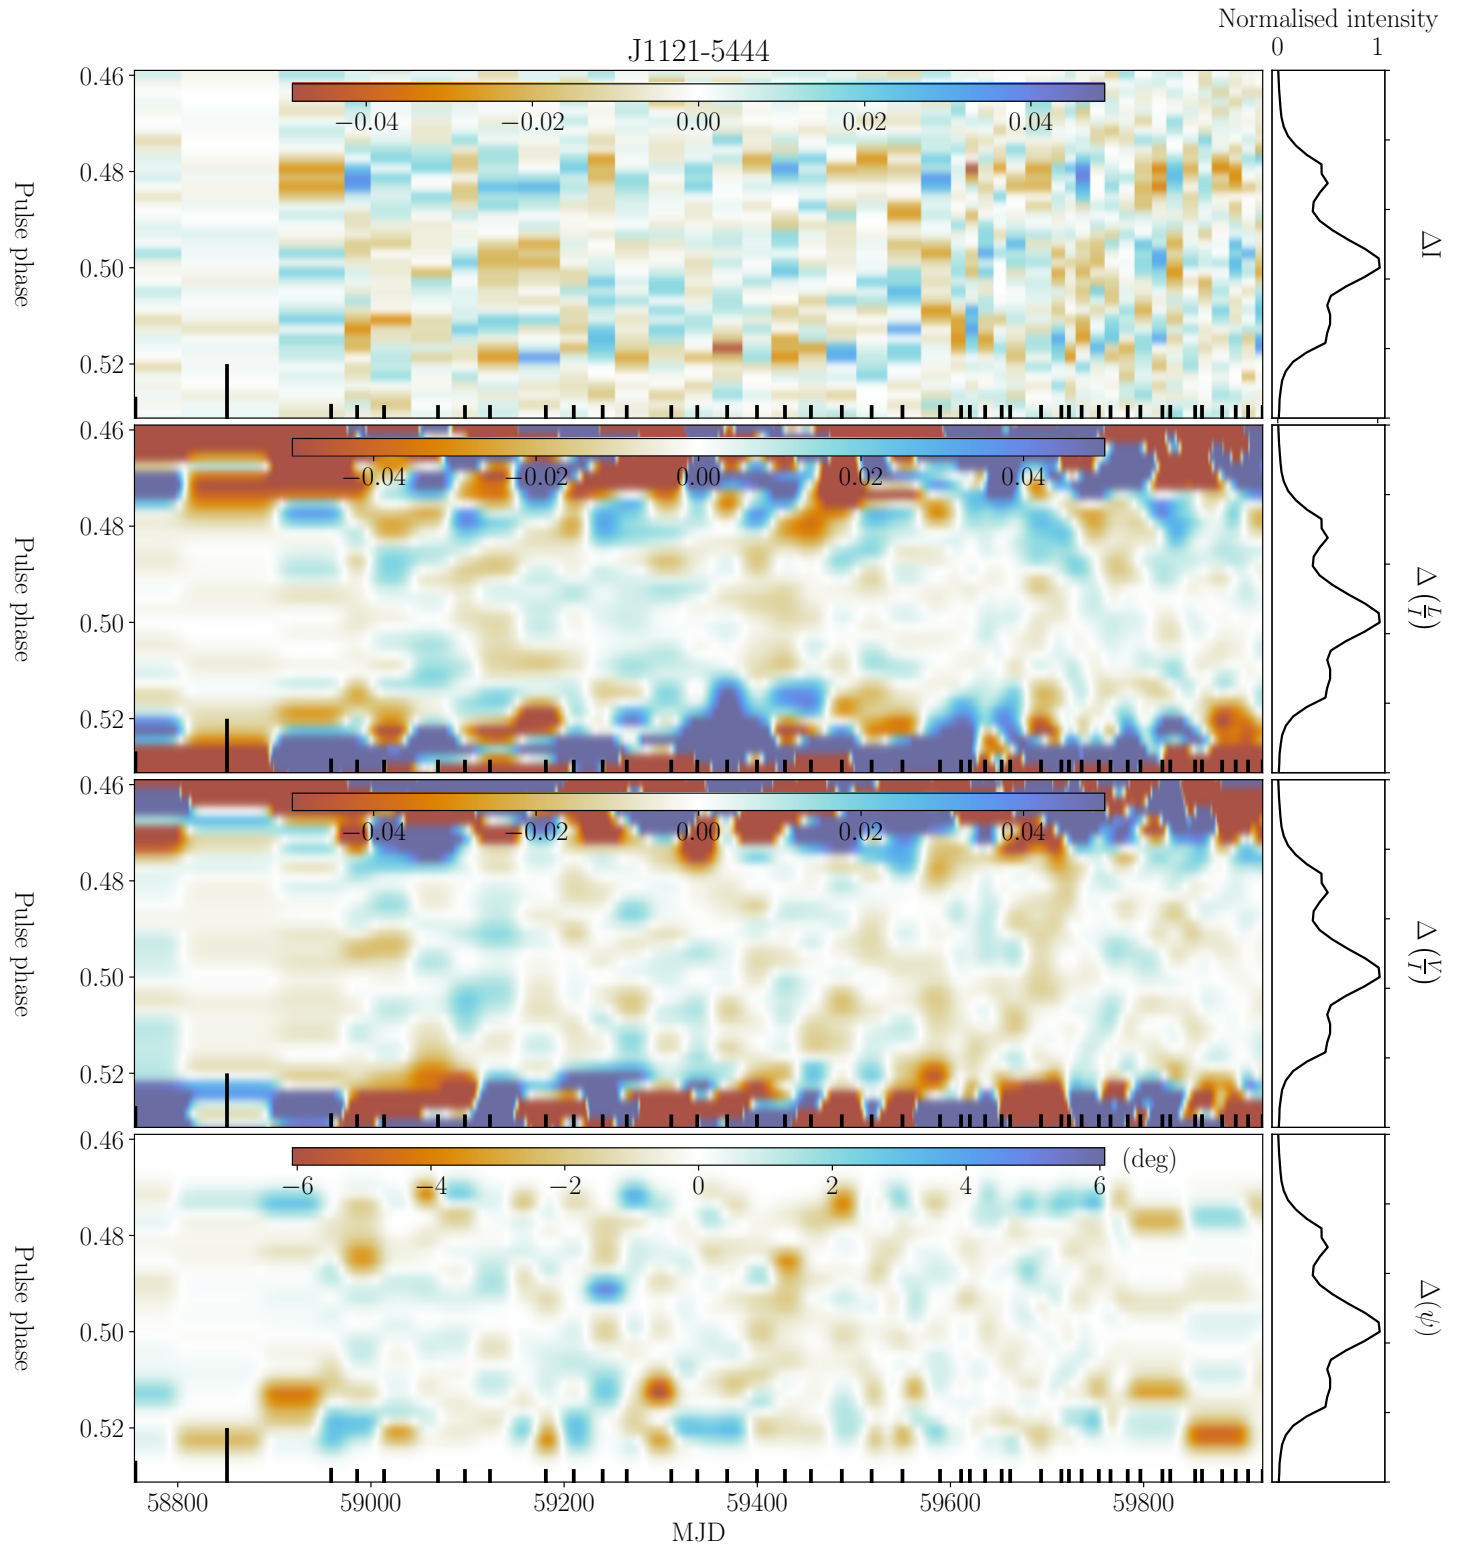 Normalised intensity
J1121-5444
0 1
0.46
−0.04 −0.02 0.00 0.02 0.04
0.48
0.50
0.52
Pulse phase
ΔI
0.46
−0.04 −0.02 0.00 0.02 0.04
0.48
0.50
0.52
Pulse phase
Δ(L/I)
0.46
−0.04 −0.02 0.00 0.02 0.04
0.48
0.50
0.52
Pulse phase
Δ(V/I)
0.46
(deg)
−6 −4 −2 0 2 4 6
0.48
0.50
0.52
Pulse phase
Δ(ψ)
58800 59000 59200 59400 59600 59800
MJD